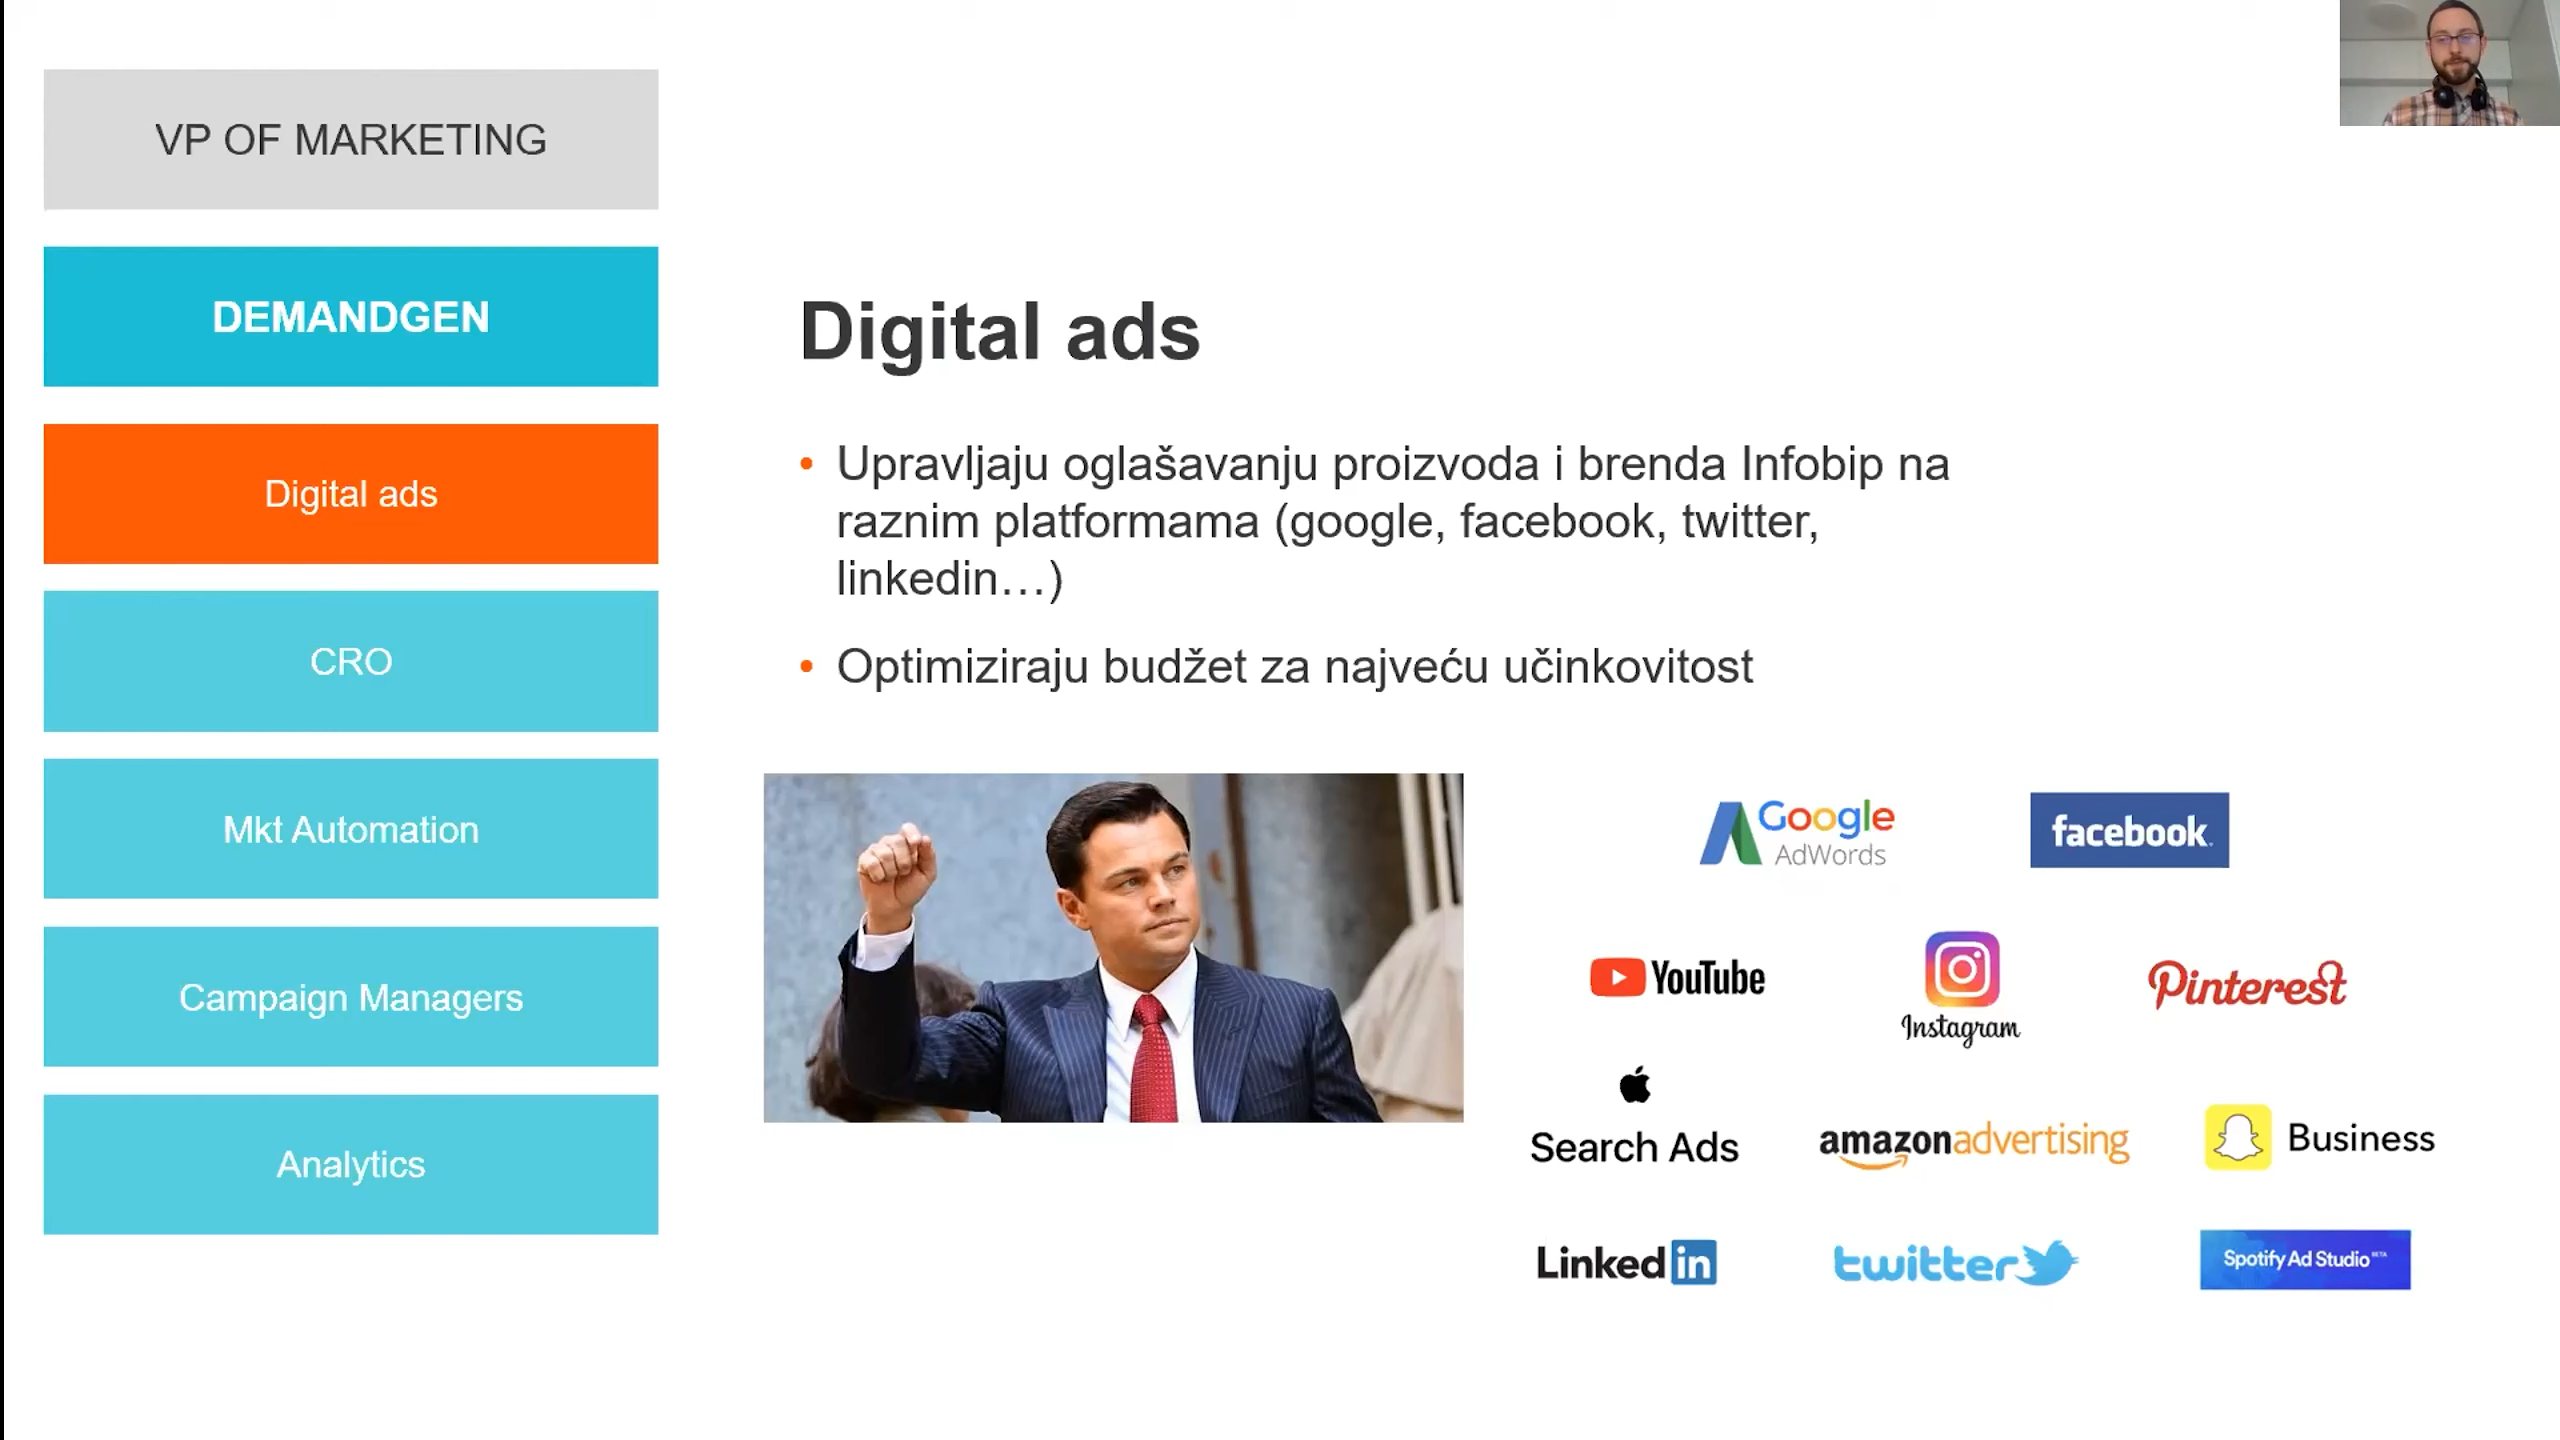 VP OF MARKETING
DEMANDGEN
Digital ads
CRO
Mkt Automation
Campaign Managers
Analytics
Digital ads
• Upravljaju oglašavanju proizvoda i brenda Infobip na
raznim platformama (google, facebook, twitter,
linkedin…)
• Optimiziraju budžet za najveću učinkovitost
Google
AdWords
facebook.
YouTube
Instagram
Pinterest
Search Ads
amazonadvertising
Business
Linkedin
twitter
Spotify Ad Studio BETA